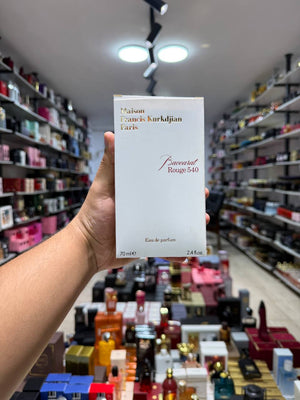 Maison
Francis Kurkdjian
Paris
Baccarat
Rouge 540
Eau de parfum
70 ml ℮ 2.4 fl.oz.